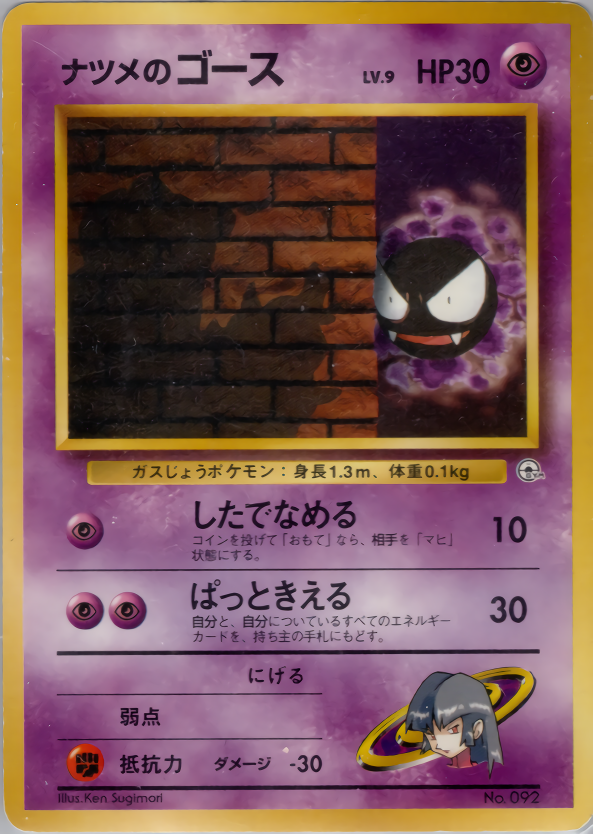 ナツメのゴース LV.9 HP30
ガスじょうポケモン：身長1.3m、体重0.1kg
したでなめる 10
コインを投げて「おもて」なら、相手を「マヒ」
状態にする。
ぱっときえる 30
自分と、自分についているすべてのエネルギー
カードを、持ち主の手札にもどす。
にげる
弱点
抵抗力 ダメージ -30
Illus.Ken Sugimori No. 092